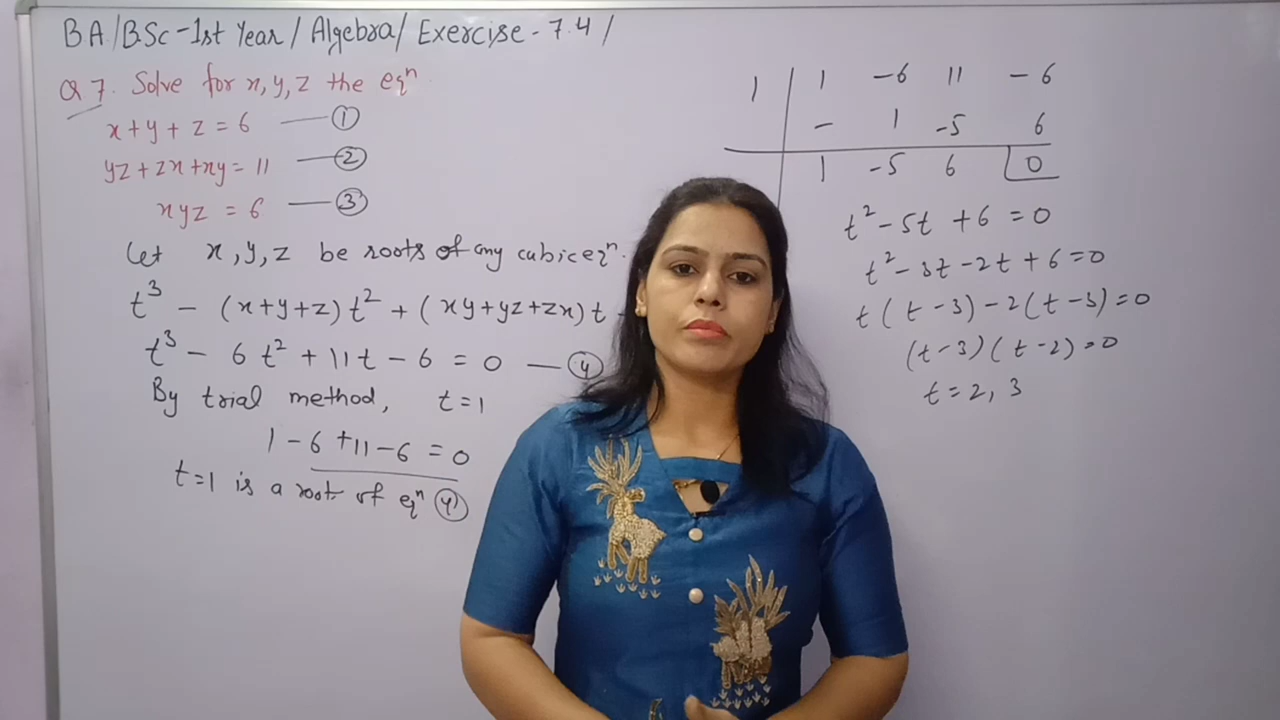 BA/BSc-1st Year/Algebra/Exercise-7.4/
Q 7. Solve for x,y,z the eqⁿ
x+y+z=6 —①
yz+zx+xy=11 —②
xyz=6 —③
Let x,y,z be roots of any cubic eqⁿ.
t³ - (x+y+z)t² + (xy+yz+zx)t -
t³ - 6t² + 11t - 6 = 0 —④
By trial method, t=1
1-6+11-6=0
t=1 is a root of eqⁿ ④
1 | 1 -6 11 -6
- 1 -5 6
1 -5 6 0
t²-5t+6=0
t²-3t-2t+6=0
t(t-3)-2(t-3)=0
(t-3)(t-2)=0
t=2,3